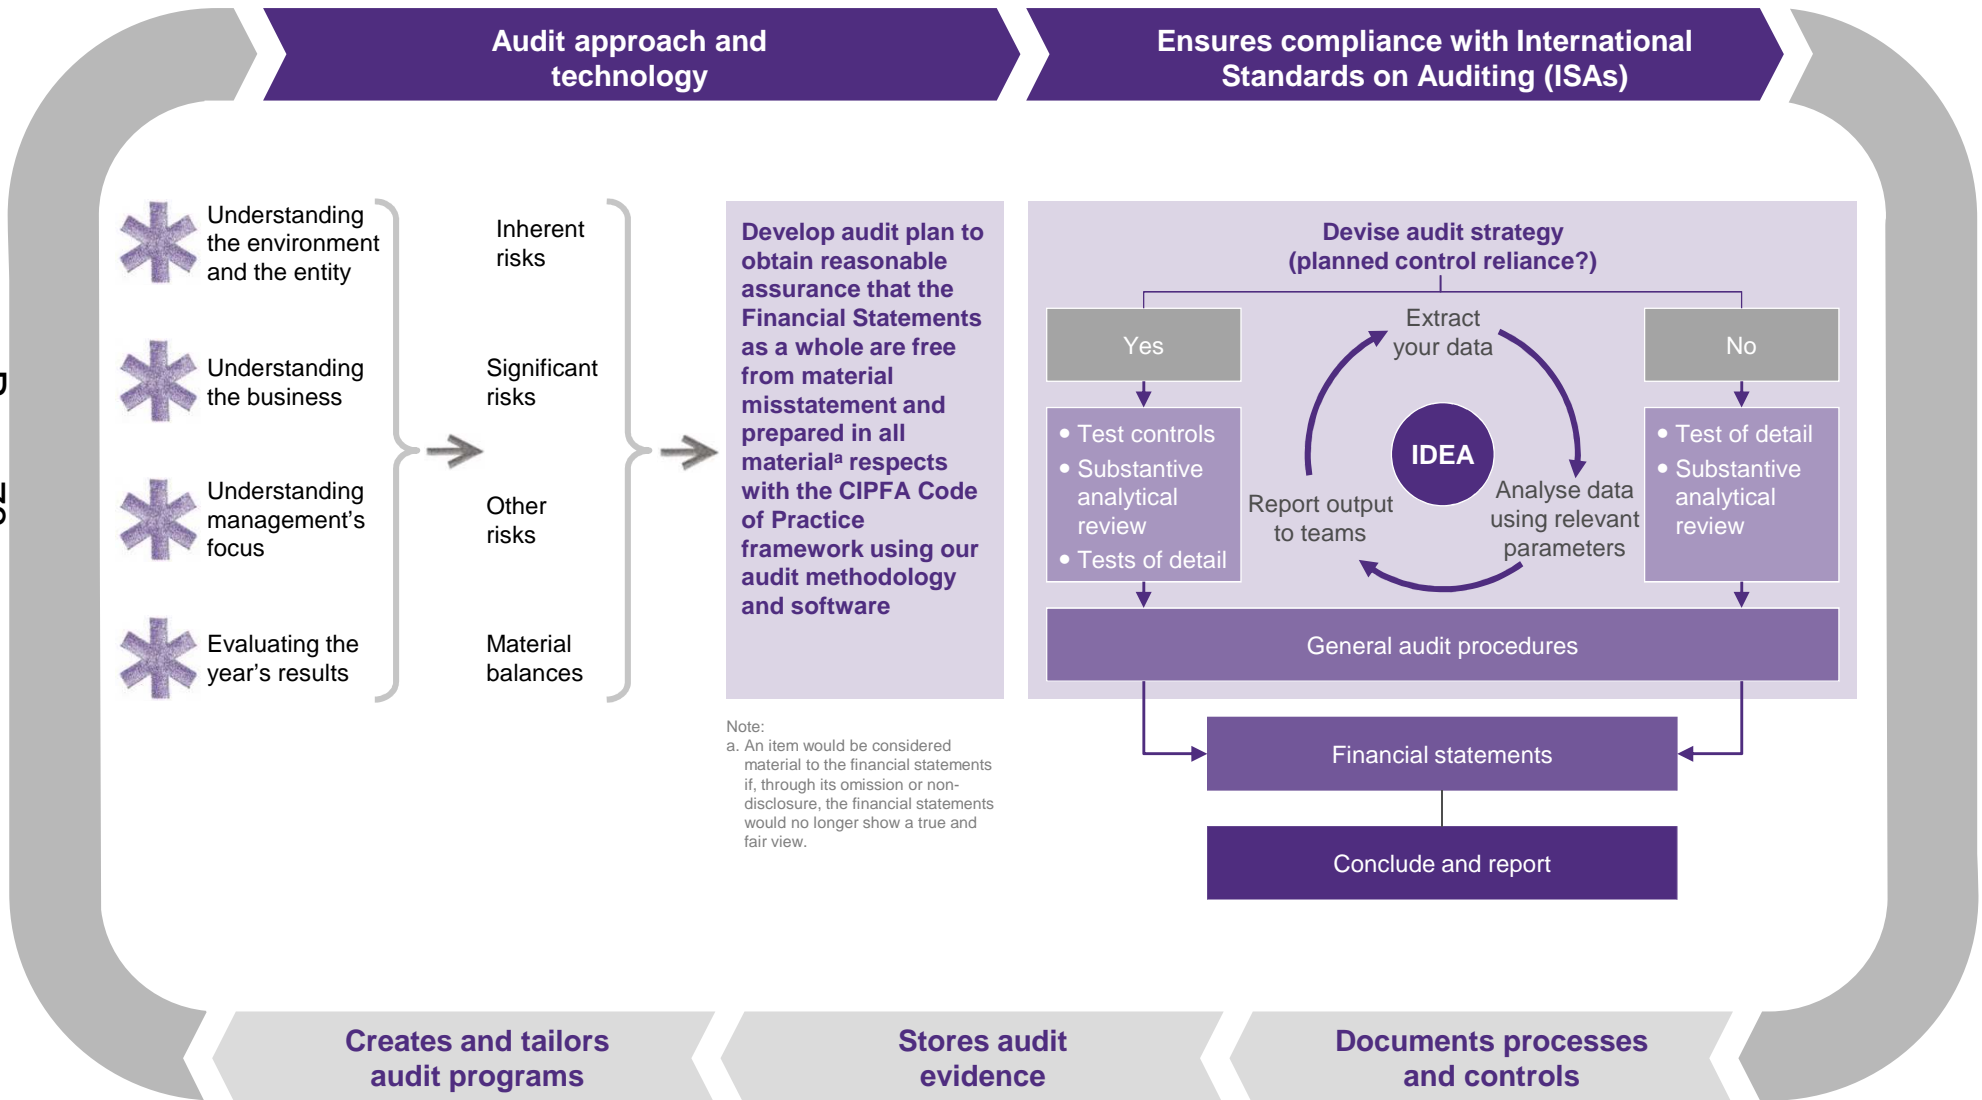 Audit approach and
technology
Ensures compliance with International
Standards on Auditing (ISAs)
Understanding
the environment
and the entity
Understanding
the business
Understanding
management’s
focus
Evaluating the
year’s results
Inherent
risks
Significant
risks
Other
risks
Material
balances
Develop audit plan to
obtain reasonable
assurance that the
Financial Statements
as a whole are free
from material
misstatement and
prepared in all
materialᵃ respects
with the CIPFA Code
of Practice
framework using our
audit methodology
and software
Note:
a. An item would be considered
material to the financial statements
if, through its omission or non-
disclosure, the financial statements
would no longer show a true and
fair view.
Devise audit strategy
(planned control reliance?)
Yes
• Test controls
• Substantive
analytical
review
• Tests of detail
Extract
your data
IDEA
Analyse data
using relevant
parameters
Report output
to teams
No
• Test of detail
• Substantive
analytical
review
General audit procedures
Financial statements
Conclude and report
Creates and tailors
audit programs
Stores audit
evidence
Documents processes
and controls